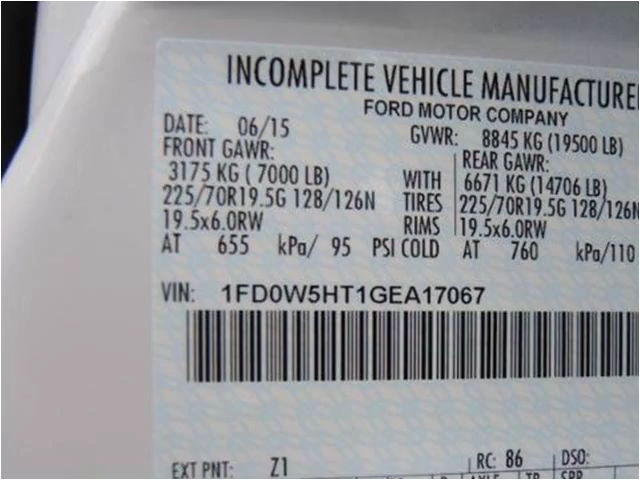 INCOMPLETE VEHICLE MANUFACTURE
FORD MOTOR COMPANY
DATE: 06/15 GVWR: 8845 KG (19500 LB)
FRONT GAWR: REAR GAWR:
3175 KG ( 7000 LB) WITH 6671 KG (14706 LB)
225/70R19.5G 128/126N TIRES 225/70R19.5G 128/126N
19.5x6.0RW RIMS 19.5x6.0RW
AT 655 kPa/ 95 PSI COLD AT 760 kPa/110
VIN: 1FD0W5HT1GEA17067
EXT PNT: Z1 RC: 86 DSO: